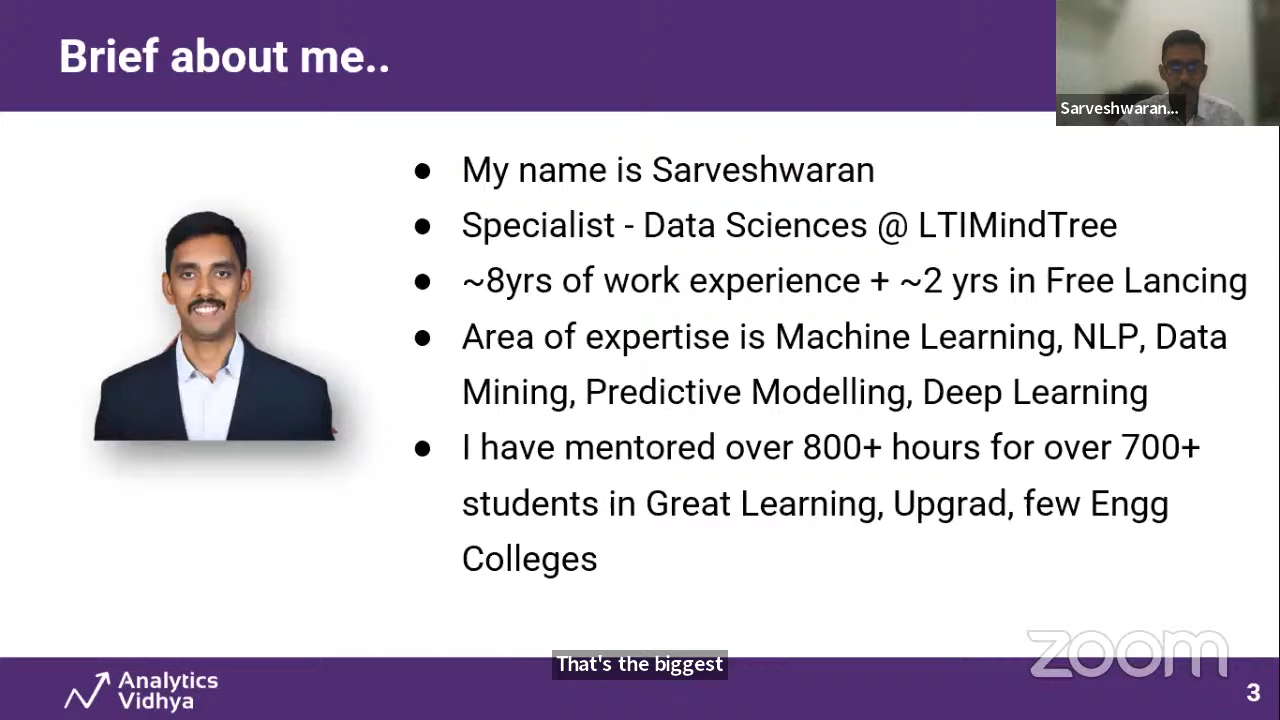 Brief about me..
Sarveshwaran...
● My name is Sarveshwaran
● Specialist - Data Sciences @ LTIMindTree
● ~8yrs of work experience + ~2 yrs in Free Lancing
● Area of expertise is Machine Learning, NLP, Data
Mining, Predictive Modelling, Deep Learning
● I have mentored over 800+ hours for over 700+
students in Great Learning, Upgrad, few Engg
Colleges
zoom
That's the biggest
Analytics
Vidhya
3